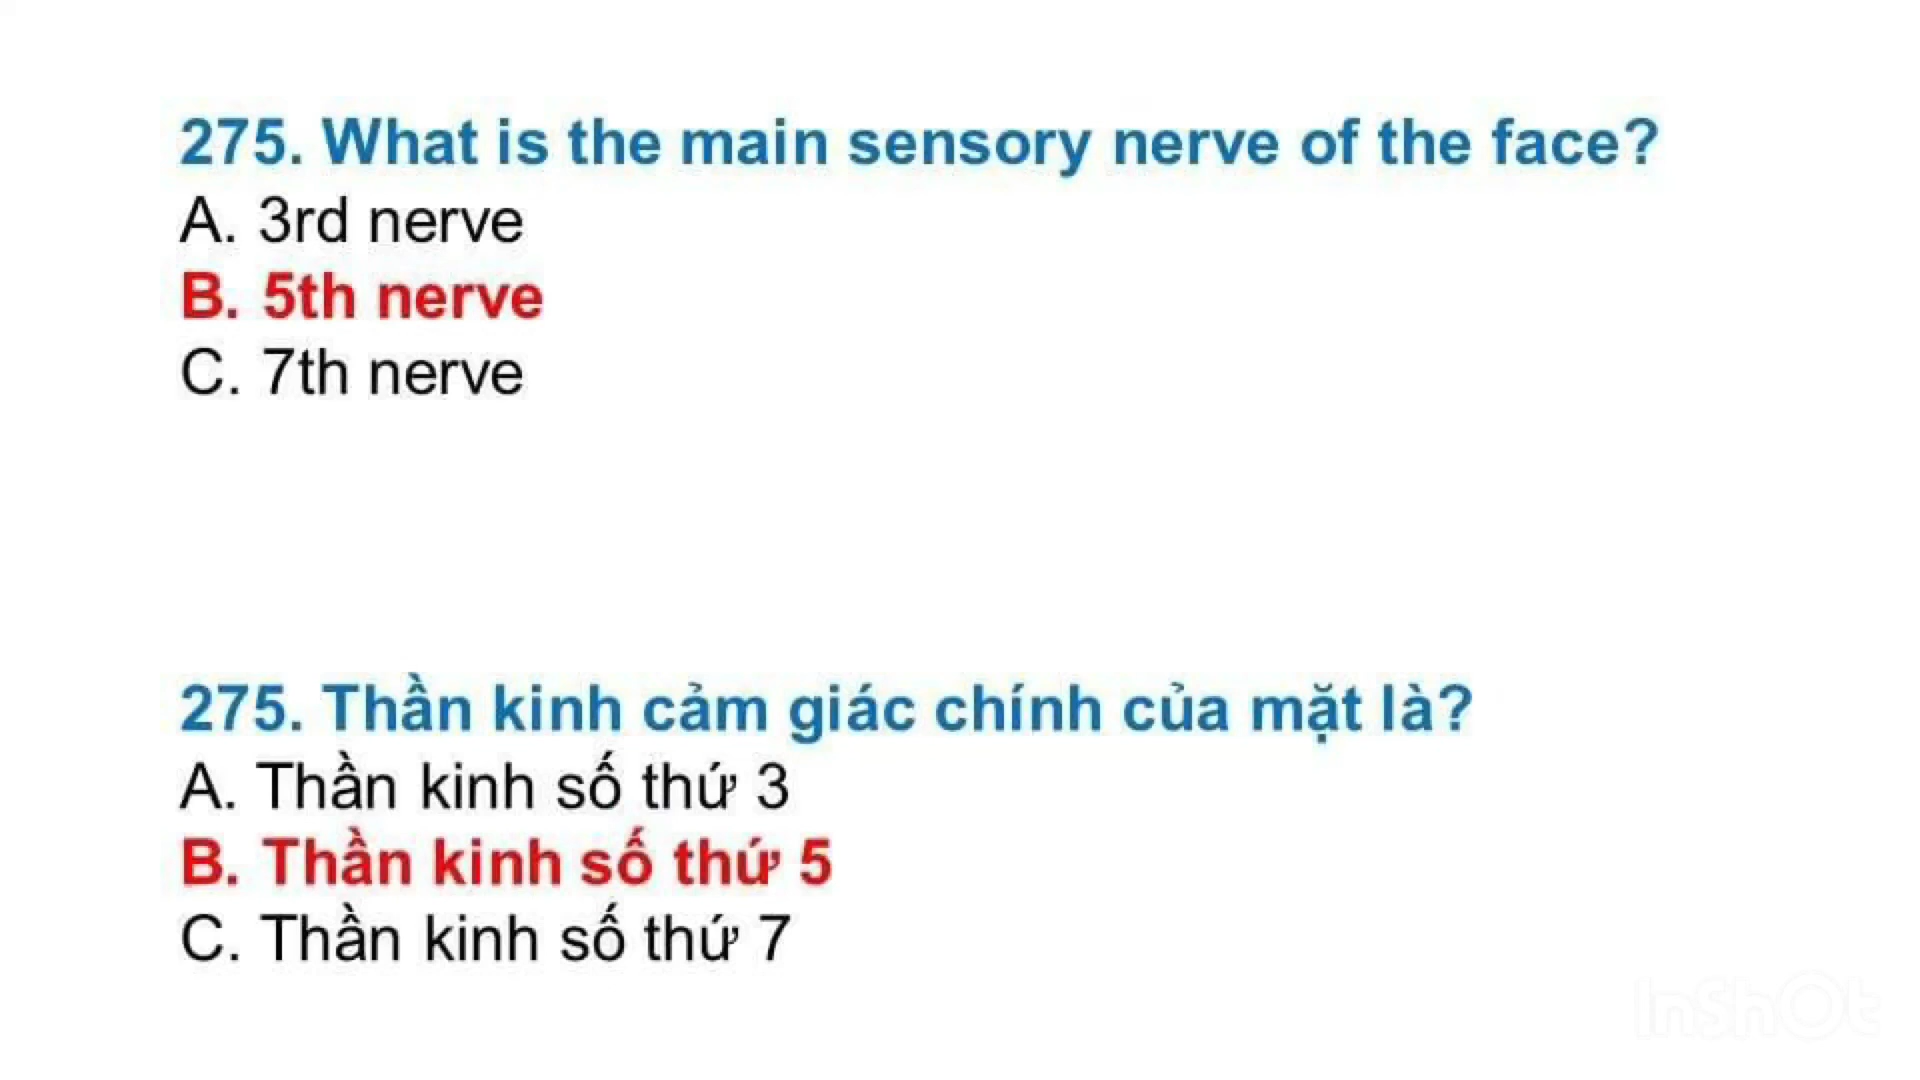 275. What is the main sensory nerve of the face?
A. 3rd nerve
B. 5th nerve
C. 7th nerve
275. Thần kinh cảm giác chính của mặt là?
A. Thần kinh số thứ 3
B. Thần kinh số thứ 5
C. Thần kinh số thứ 7
InShOt